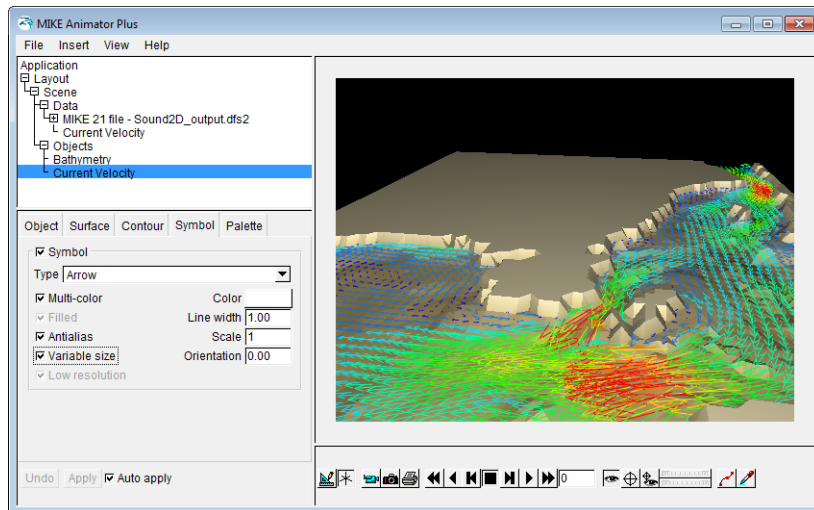 MIKE Animator Plus
File Insert View Help
Application
Layout
Scene
Data
MIKE 21 file - Sound2D_output.dfs2
Current Velocity
Objects
Bathymetry
Current Velocity
Object Surface Contour Symbol Palette
Symbol
Type Arrow
Multi-color Color
Filled Line width 1.00
Antialias Scale 1
Variable size Orientation 0.00
Low resolution
Undo Apply Auto apply 0